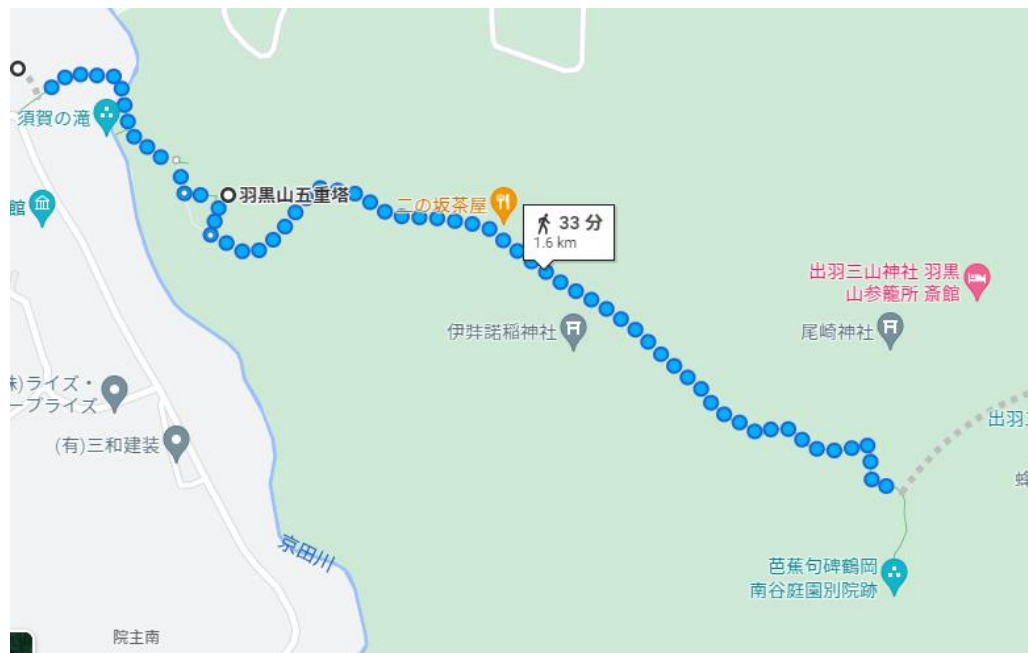 須賀の滝
羽黒山五重塔
館
二の坂茶屋
33 分
1.6 km
出羽三山神社 羽黒
山参籠所 斎館
伊弉諾稲神社
尾崎神社
ライズ・
ープライズ
(有)三和建装
出羽三
蜂
京田川
芭蕉句碑鶴岡
南谷庭園別院跡
院主南